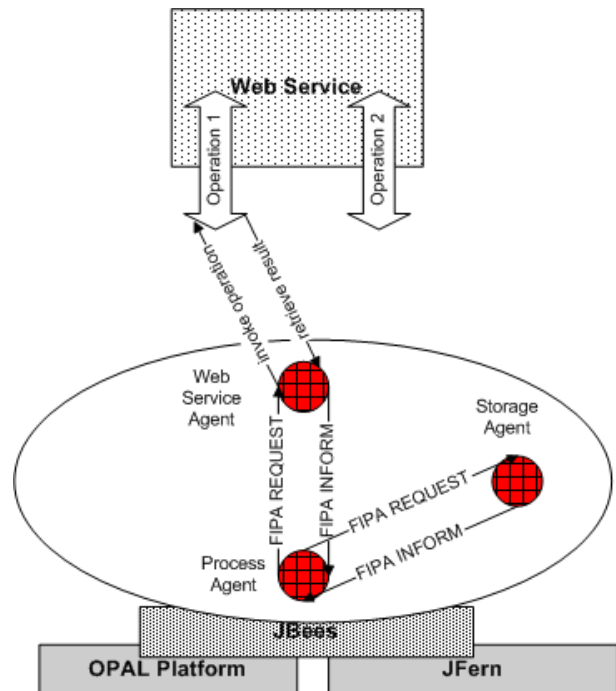 Web Service
Operation 1
Operation 2
invoke operation
retrieve result
Web
Service
Agent
Storage
Agent
FIPA REQUEST
FIPA INFORM
FIPA REQUEST
FIPA INFORM
Process
Agent
JBees
OPAL Platform
JFern